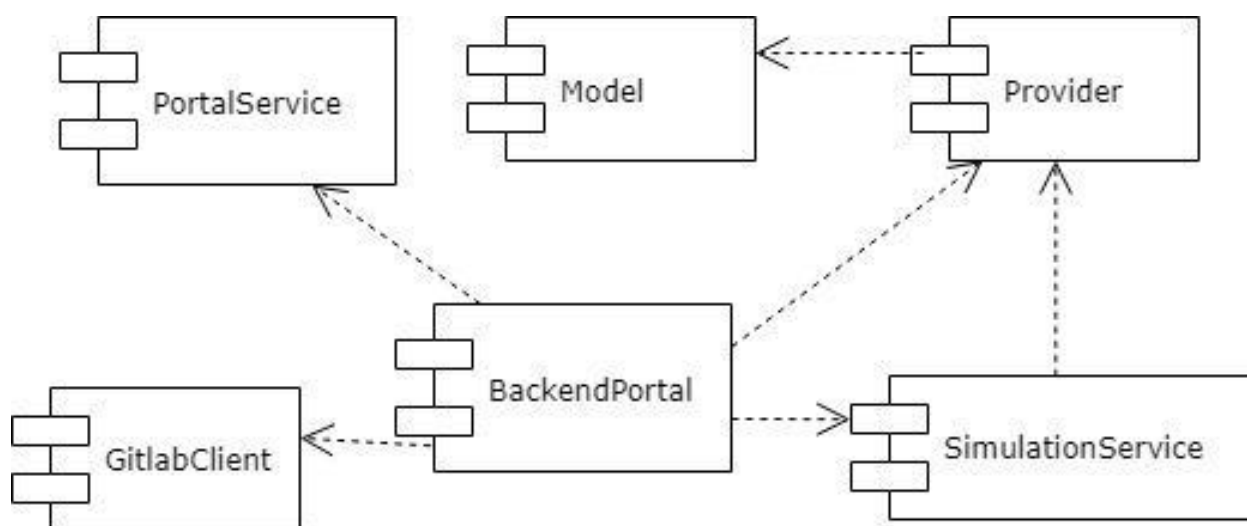 PortalService
Model
Provider
BackendPortal
GitlabClient
SimulationService